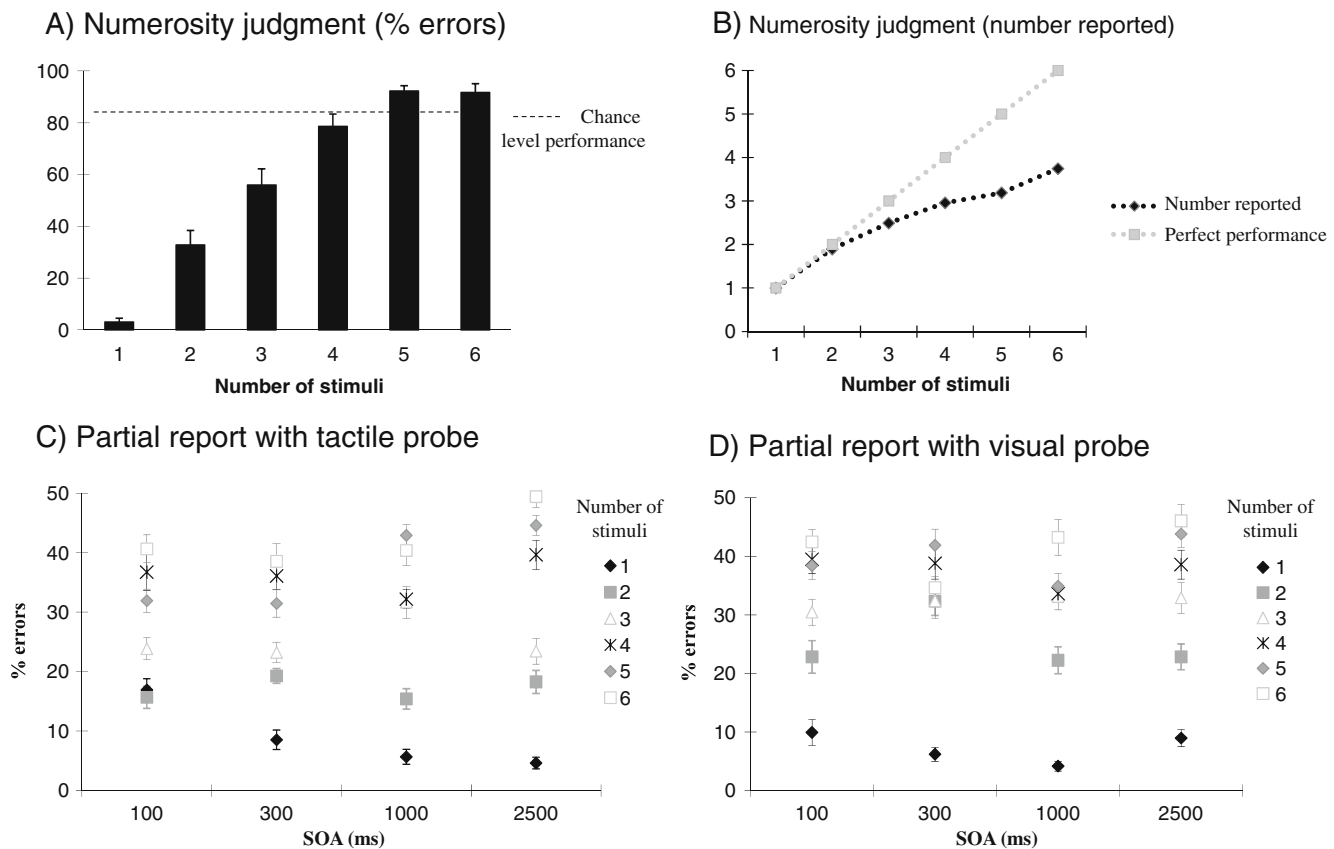 A) Numerosity judgment (% errors)
100
80
60
40
20
0
1 2 3 4 5 6
Number of stimuli
Chance
level performance
B) Numerosity judgment (number reported)
6
5
4
3
2
1
0
1 2 3 4 5 6
Number of stimuli
Number reported
Perfect performance
C) Partial report with tactile probe
50
40
30
20
10
0
% errors
100 300 1000 2500
SOA (ms)
Number of
stimuli
1
2
3
4
5
6
D) Partial report with visual probe
50
40
30
20
10
0
% errors
100 300 1000 2500
SOA (ms)
Number of
stimuli
1
2
3
4
5
6